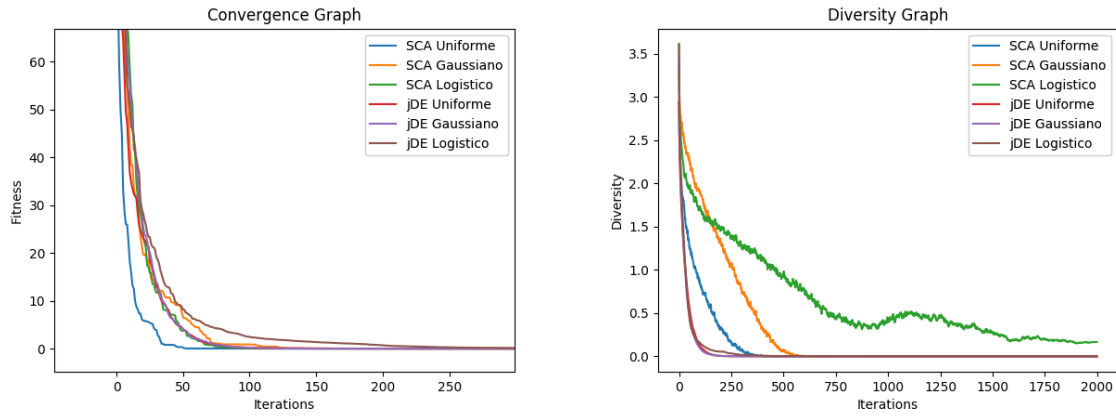 Convergence Graph
Fitness
60
50
40
30
20
10
0
0
50
100
150
200
250
Iterations
SCA Uniforme
SCA Gaussiano
SCA Logistico
jDE Uniforme
jDE Gaussiano
jDE Logistico
Diversity Graph
Diversity
3.5
3.0
2.5
2.0
1.5
1.0
0.5
0.0
0
250
500
750
1000
1250
1500
1750
2000
Iterations
SCA Uniforme
SCA Gaussiano
SCA Logistico
jDE Uniforme
jDE Gaussiano
jDE Logistico